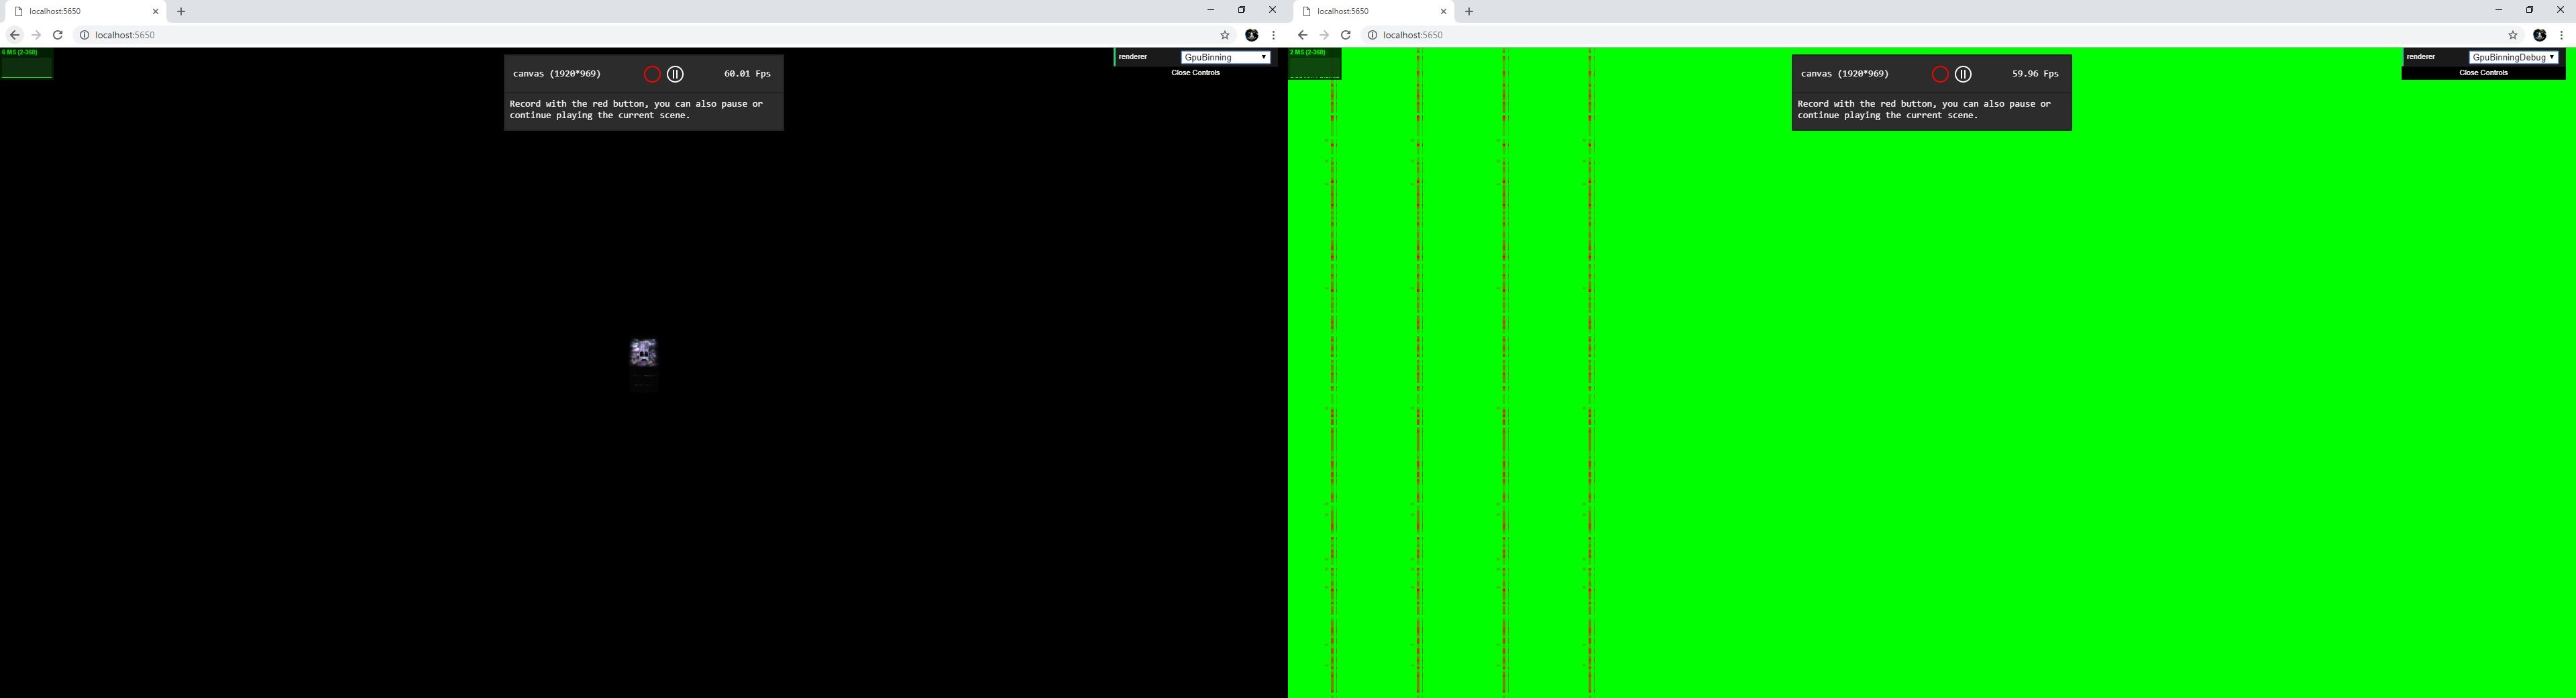 localhost:5650
localhost:5650
6 MS (2-360)
canvas (1920*969)
60.01 Fps
Record with the red button, you can also pause or
continue playing the current scene.
renderer
GpuBinning
Close Controls
localhost:5650
localhost:5650
2 MS (2-360)
canvas (1920*969)
59.96 Fps
Record with the red button, you can also pause or
continue playing the current scene.
renderer
GpuBinningDebug
Close Controls